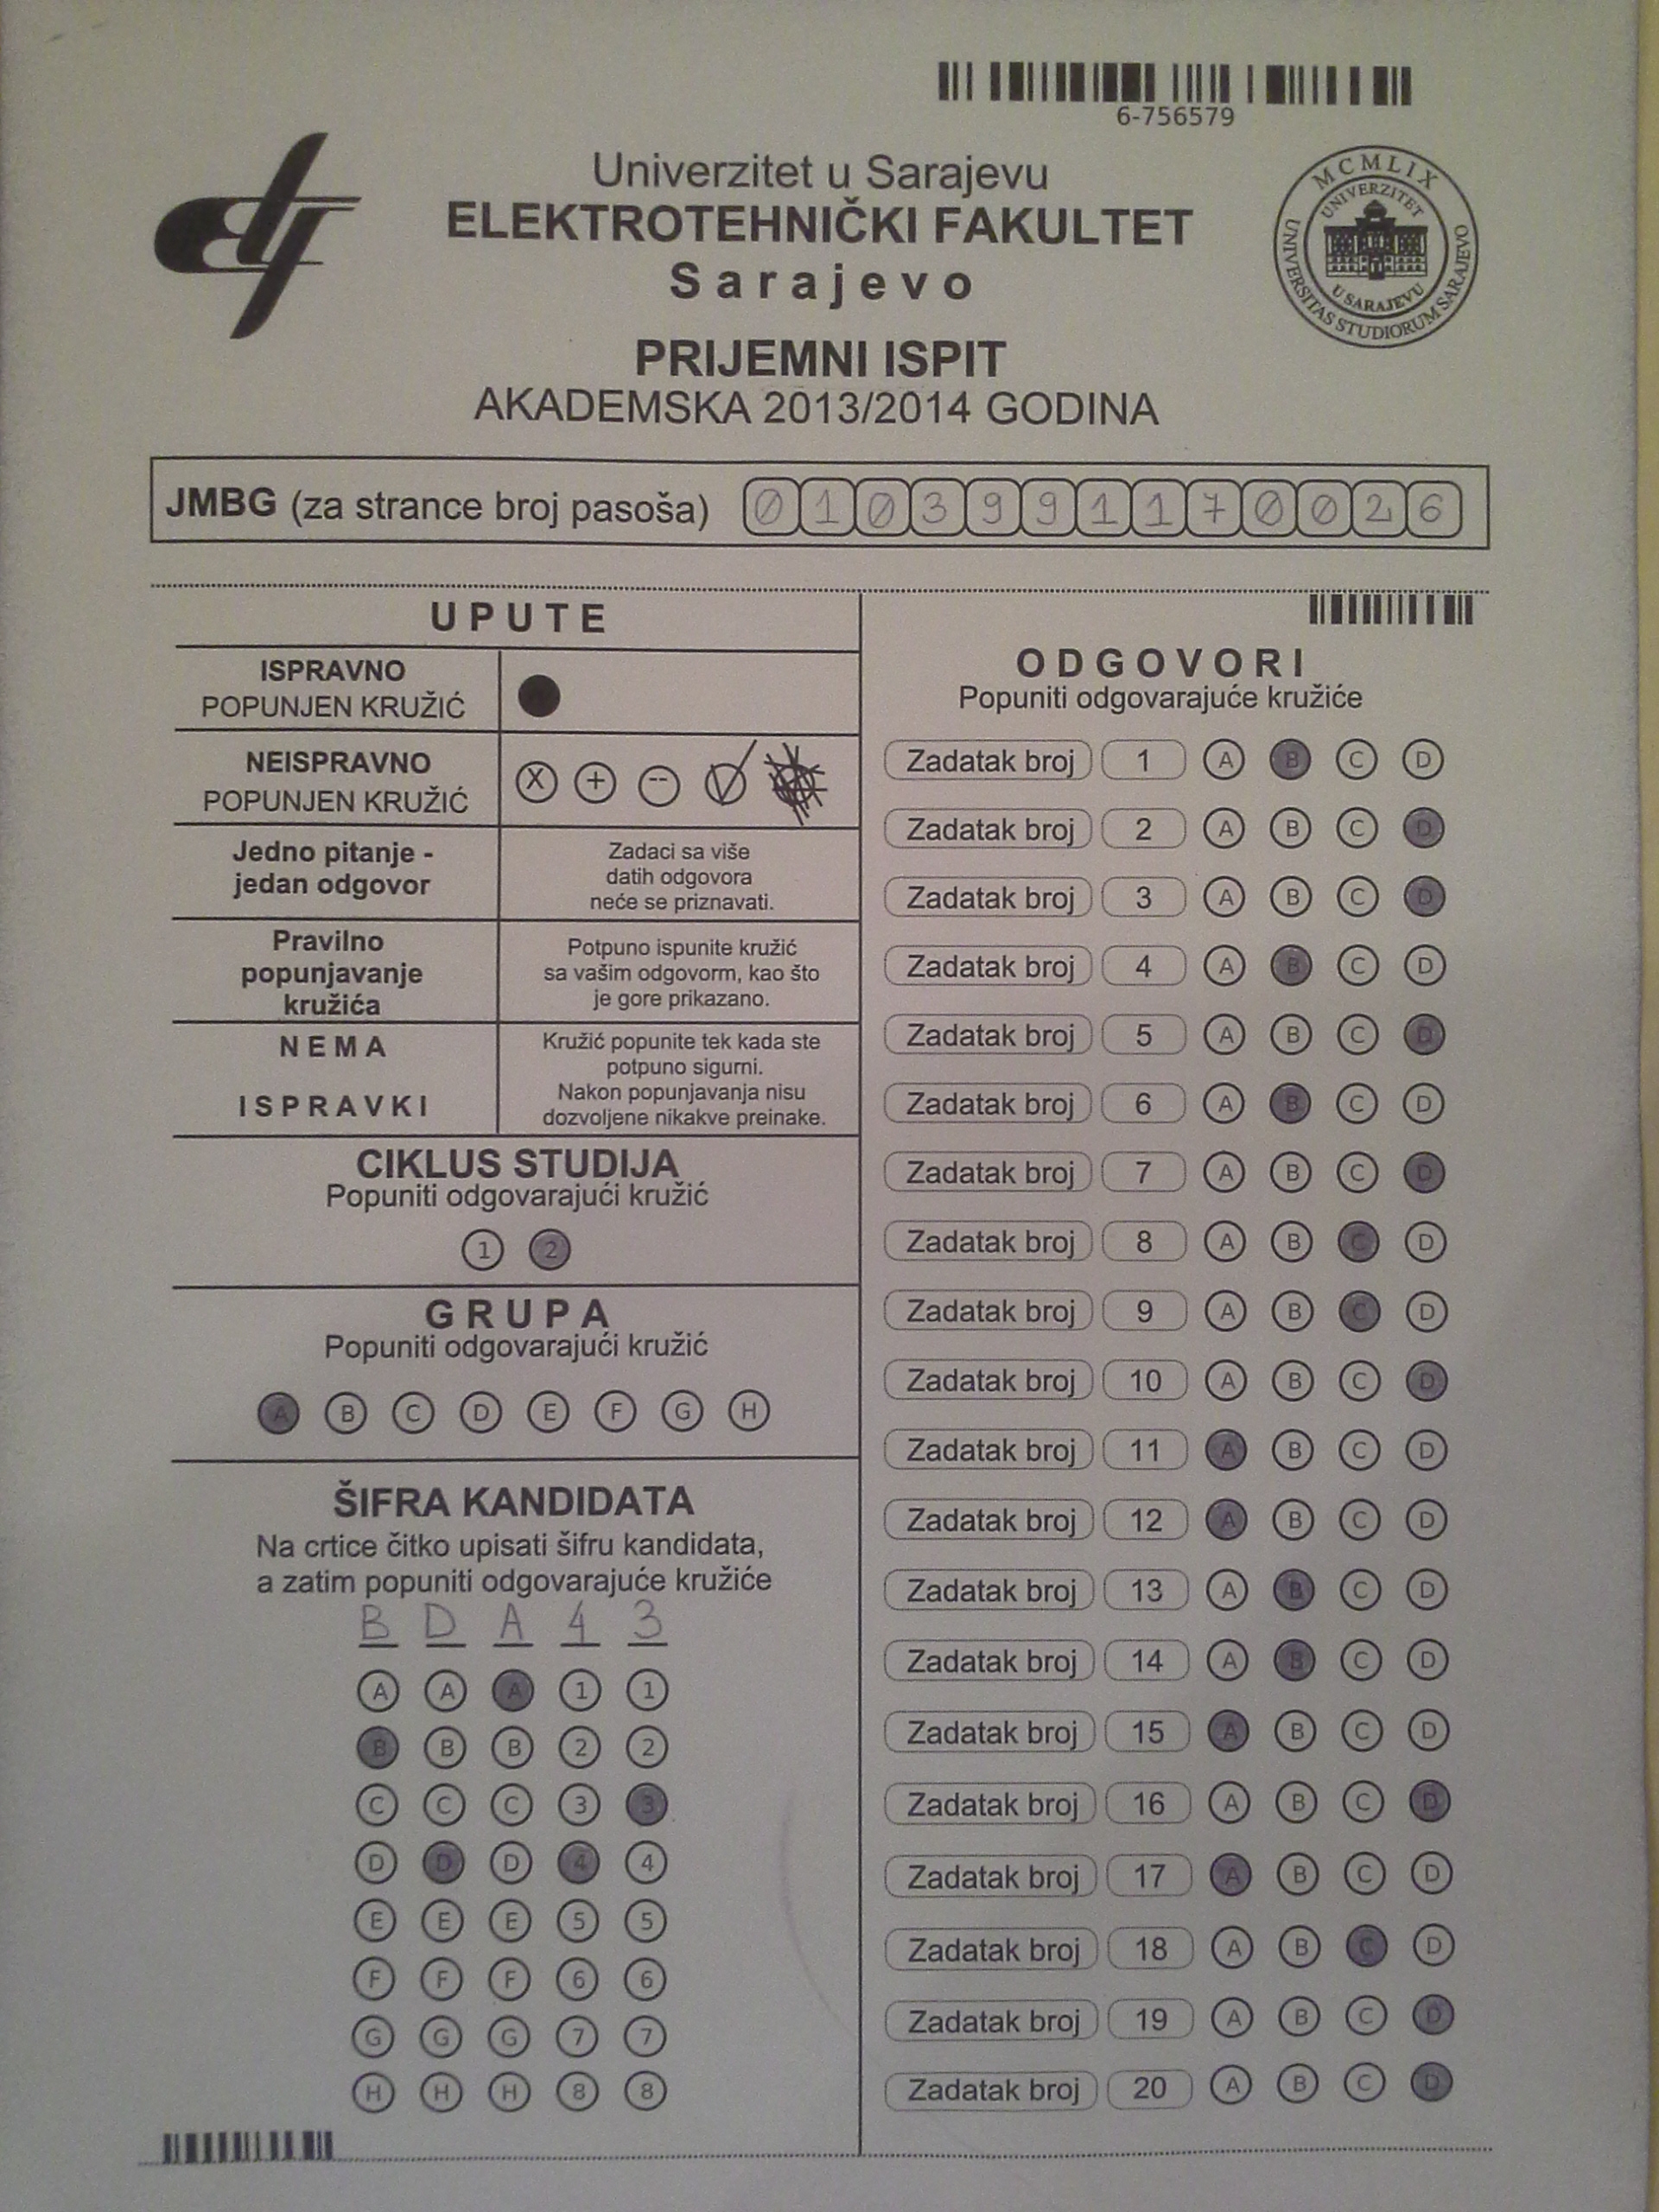 6-756579
Univerzitet u Sarajevu
ELEKTROTEHNIČKI FAKULTET
Sarajevo
MCMLIX
UNIVERZITET
U SARAJEVU
UNIVERSITAS STUDIORUM SARAJEVO
PRIJEMNI ISPIT
AKADEMSKA 2013/2014 GODINA
JMBG (za strance broj pasoša) 0 1 0 3 9 9 1 1 7 0 0 2 6
UPUTE
ISPRAVNO
POPUNJEN KRUŽIĆ
NEISPRAVNO
POPUNJEN KRUŽIĆ
X + --
Jedno pitanje -
jedan odgovor
Zadaci sa više
datih odgovora
neće se priznavati.
Pravilno
popunjavanje
kružića
Potpuno ispunite kružić
sa vašim odgovorm, kao što
je gore prikazano.
NEMA
ISPRAVKI
Kružić popunite tek kada ste
potpuno sigurni.
Nakon popunjavanja nisu
dozvoljene nikakve preinake.
CIKLUS STUDIJA
Popuniti odgovarajući kružić
1 2
GRUPA
Popuniti odgovarajući kružić
A B C D E F G H
ŠIFRA KANDIDATA
Na crtice čitko upisati šifru kandidata,
a zatim popuniti odgovarajuće kružiće
B D A 4 3
A A A 1 1
B B B 2 2
C C C 3 3
D D D 4 4
E E E 5 5
F F F 6 6
G G G 7 7
H H H 8 8
ODGOVORI
Popuniti odgovarajuće kružiće
Zadatak broj 1 A B C D
Zadatak broj 2 A B C D
Zadatak broj 3 A B C D
Zadatak broj 4 A B C D
Zadatak broj 5 A B C D
Zadatak broj 6 A B C D
Zadatak broj 7 A B C D
Zadatak broj 8 A B C D
Zadatak broj 9 A B C D
Zadatak broj 10 A B C D
Zadatak broj 11 A B C D
Zadatak broj 12 A B C D
Zadatak broj 13 A B C D
Zadatak broj 14 A B C D
Zadatak broj 15 A B C D
Zadatak broj 16 A B C D
Zadatak broj 17 A B C D
Zadatak broj 18 A B C D
Zadatak broj 19 A B C D
Zadatak broj 20 A B C D